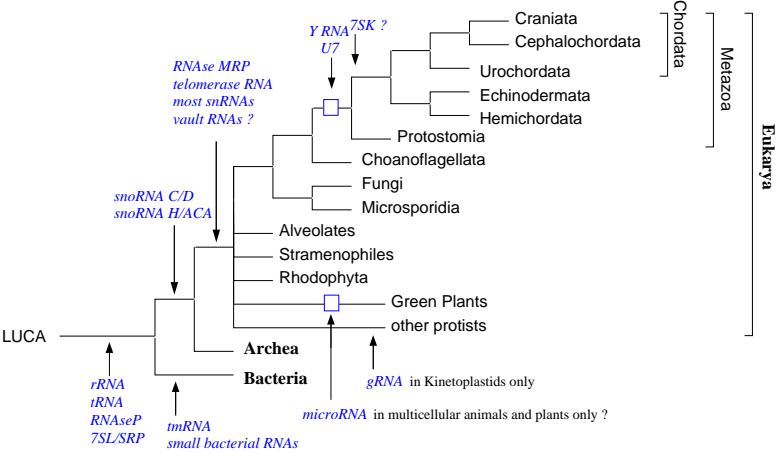 Craniata
Cephalochordata
Urochordata
Echinodermata
Hemichordata
Protostomia
Choanoflagellata
Fungi
Microsporidia
Alveolates
Stramenophiles
Rhodophyta
Green Plants
other protists
Archea
Bacteria
LUCA
Chordata
Metazoa
Eukarya
Y RNA
U7
7SK ?
RNAse MRP
telomerase RNA
most snRNAs
vault RNAs ?
snoRNA C/D
snoRNA H/ACA
rRNA
tRNA
RNAseP
7SL/SRP
tmRNA
small bacterial RNAs
gRNA in Kinetoplastids only
microRNA in multicellular animals and plants only ?